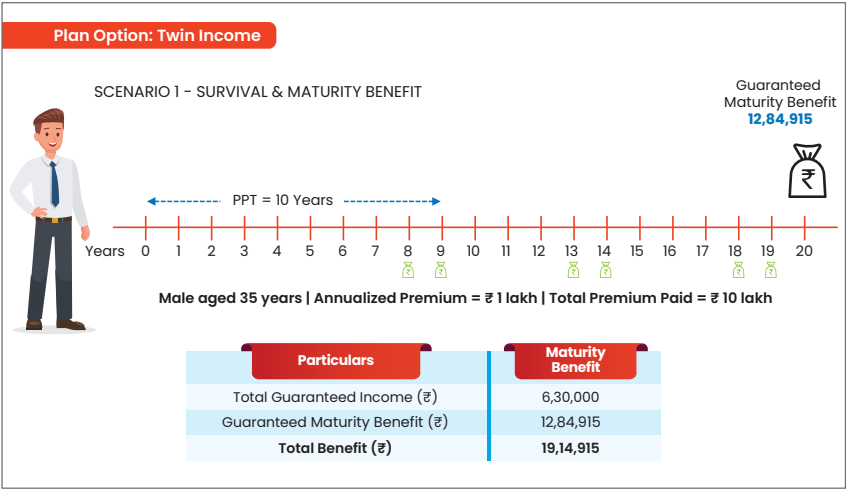 Plan Option: Twin Income
SCENARIO 1 - SURVIVAL & MATURITY BENEFIT
Guaranteed
Maturity Benefit
12,84,915
₹
PPT = 10 Years
Years 0 1 2 3 4 5 6 7 8 9 10 11 12 13 14 15 16 17 18 19 20
₹ ₹ ₹ ₹ ₹ ₹
Male aged 35 years | Annualized Premium = ₹ 1 lakh | Total Premium Paid = ₹ 10 lakh
Particulars Maturity
Benefit
Total Guaranteed Income (₹) 6,30,000
Guaranteed Maturity Benefit (₹) 12,84,915
Total Benefit (₹) 19,14,915